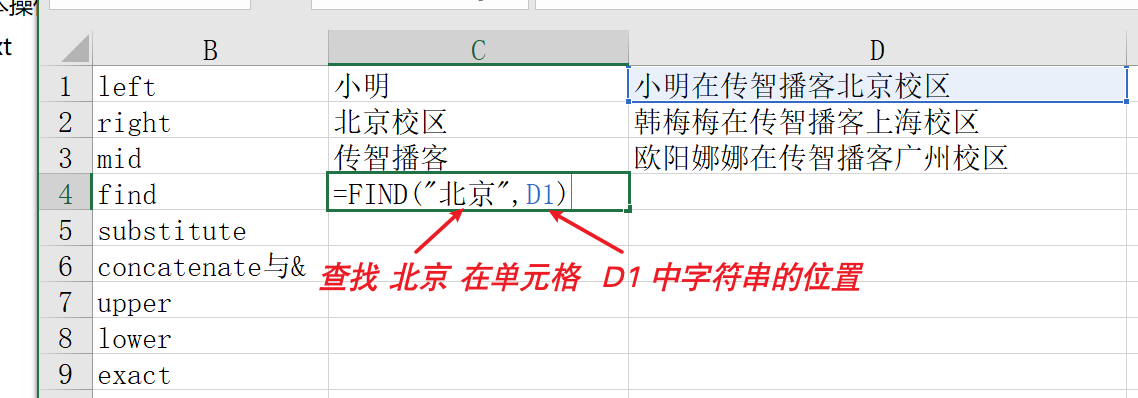 本操作
xt
B C D
1 left 小明 小明在传智播客北京校区
2 right 北京校区 韩梅梅在传智播客上海校区
3 mid 传智播客 欧阳娜娜在传智播客广州校区
4 find =FIND("北京",D1)
5 substitute
6 concatenate与&
查找 北京 在单元格 D1 中字符串的位置
7 upper
8 lower
9 exact